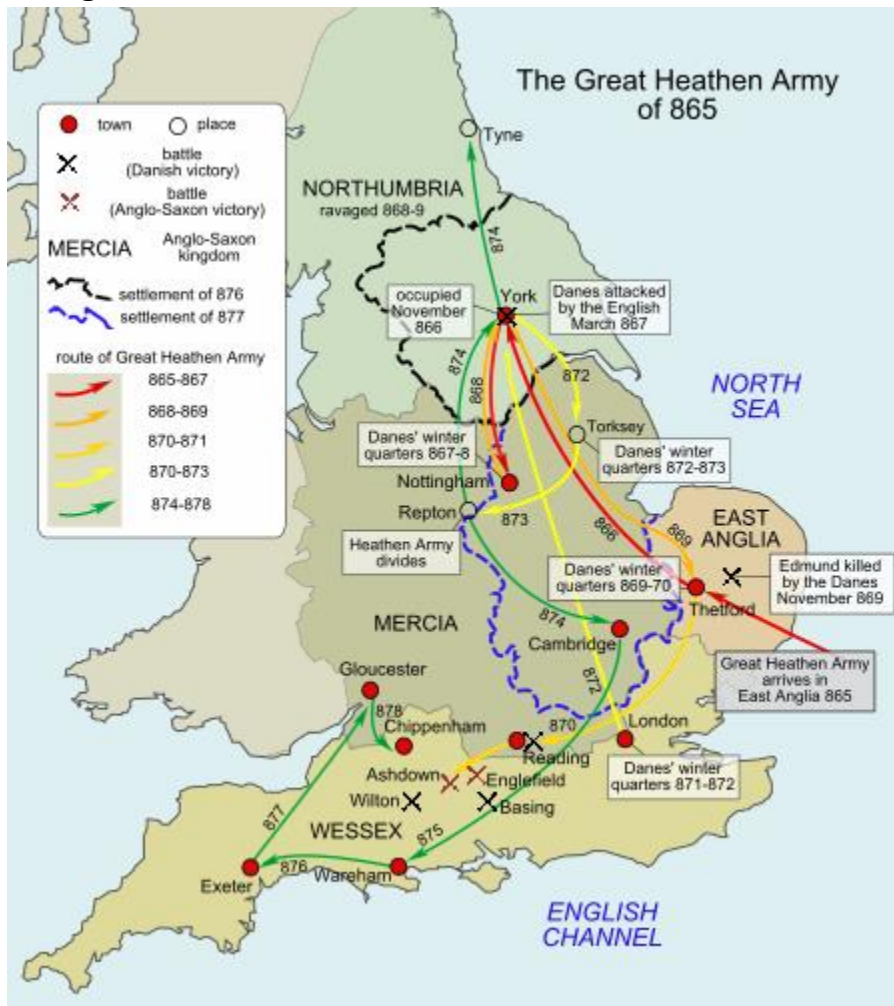 The Great Heathen Army
of 865
town
place
battle
(Danish victory)
battle
(Anglo-Saxon victory)
MERCIA
Anglo-Saxon
kingdom
settlement of 876
settlement of 877
route of Great Heathen Army
865-867
868-869
870-871
870-873
874-878
Tyne
NORTHUMBRIA
ravaged 868-9
874
occupied
November
866
York
Danes attacked
by the English
March 867
874
868
872
NORTH
SEA
Torksey
Danes' winter
quarters 867-8
Danes' winter
quarters 872-873
Nottingham
Repton
873
866
869
EAST
ANGLIA
Heathen Army
divides
Danes' winter
quarters 869-70
Edmund killed
by the Danes
November 869
Thetford
MERCIA
874
Cambridge
Great Heathen Army
arrives in
East Anglia 865
Gloucester
872
878
Chippenham
870
London
Reading
Ashdown
Englefield
Danes' winter
quarters 871-872
Wilton
Basing
877
WESSEX
875
876
Exeter
Wareham
ENGLISH
CHANNEL